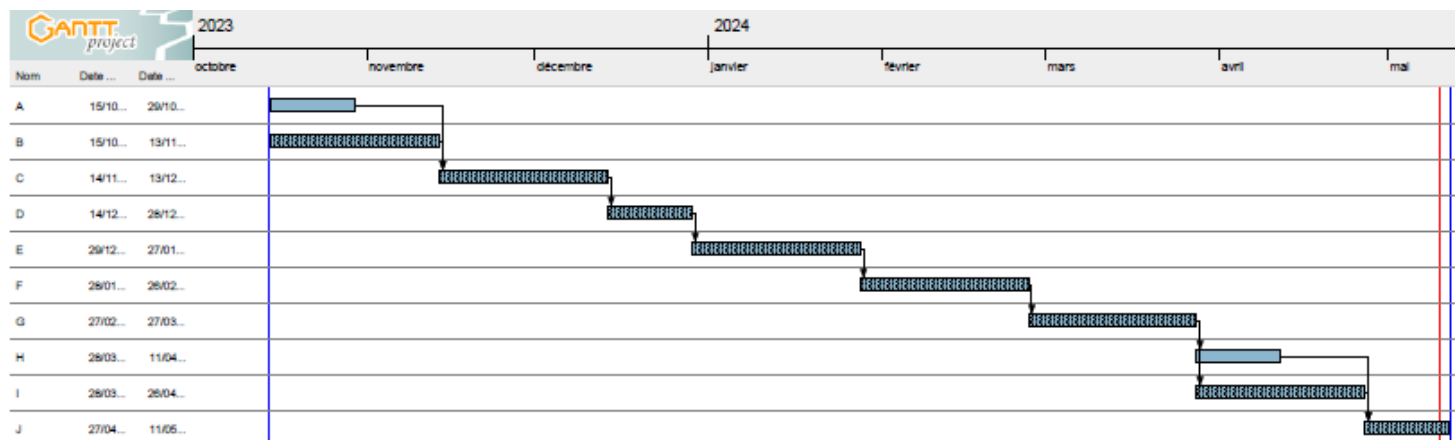 GANTT
project
2023 2024
octobre novembre décembre janvier février mars avril mai
Nom Date ... Date ...
A 15/10... 29/10...
B 15/10... 13/11...
C 14/11... 13/12...
D 14/12... 28/12...
E 29/12... 27/01...
F 28/01... 26/02...
G 27/02... 27/03...
H 28/03... 11/04...
I 28/03... 26/04...
J 27/04... 11/05...